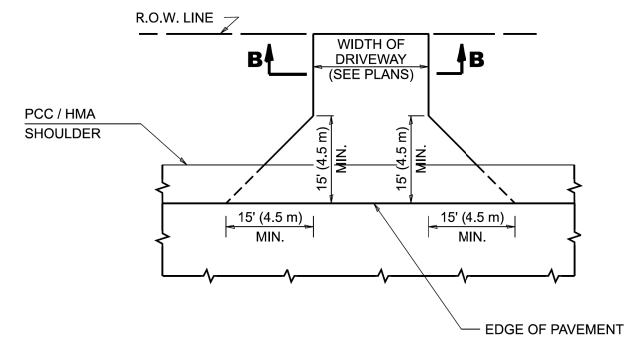 R.O.W. LINE
WIDTH OF
DRIVEWAY
(SEE PLANS)
B
B
PCC / HMA
SHOULDER
15' (4.5 m)
MIN.
15' (4.5 m)
MIN.
15' (4.5 m)
MIN.
15' (4.5 m)
MIN.
EDGE OF PAVEMENT